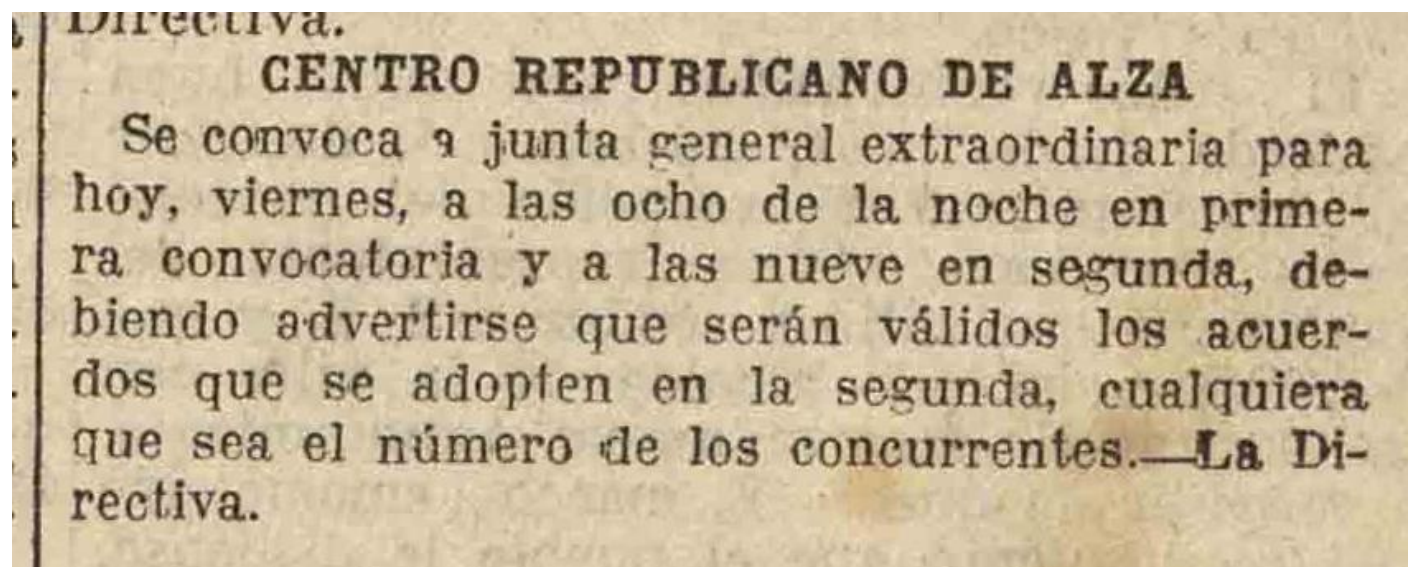 Directiva.
CENTRO REPUBLICANO DE ALZA
Se convoca a junta general extraordinaria para
hoy, viernes, a las ocho de la noche en prime-
ra convocatoria y a las nueve en segunda, de-
biendo advertirse que serán válidos los acuer-
dos que se adopten en la segunda, cualquiera
que sea el número de los concurrentes.—La Di-
rectiva.